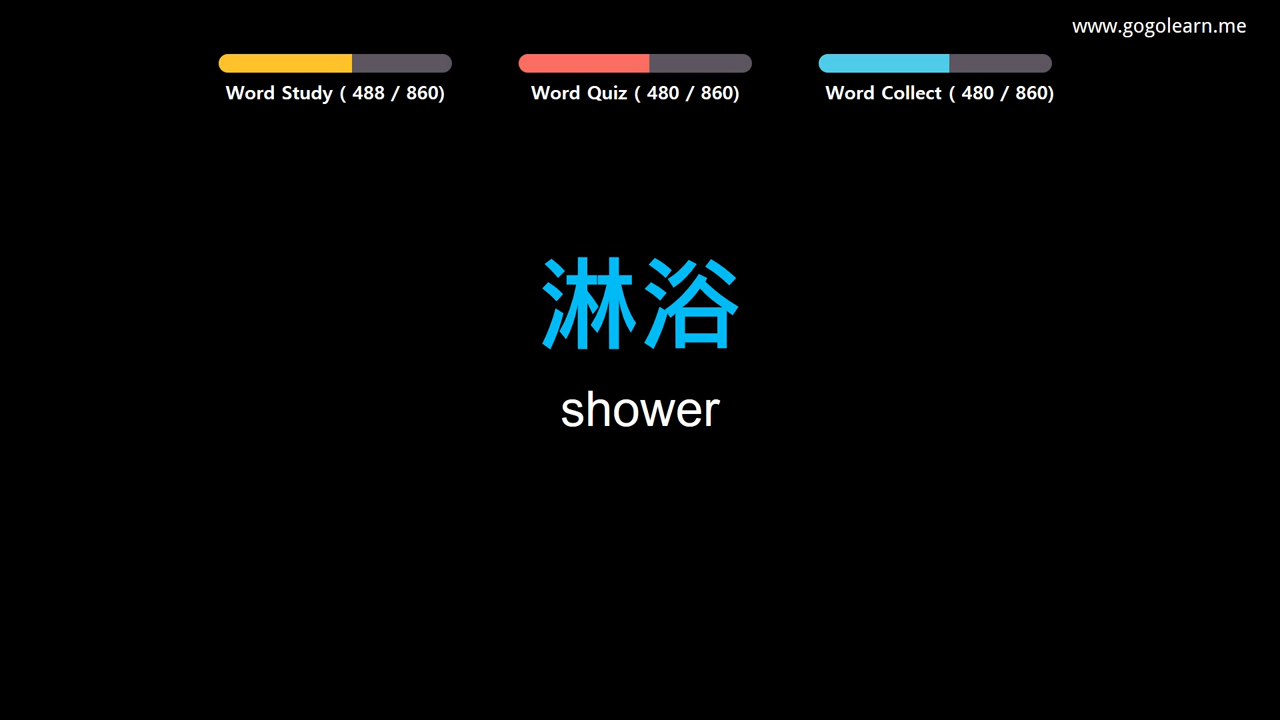 www.gogolearn.me
Word Study ( 488 / 860)
Word Quiz ( 480 / 860)
Word Collect ( 480 / 860)
淋浴
shower